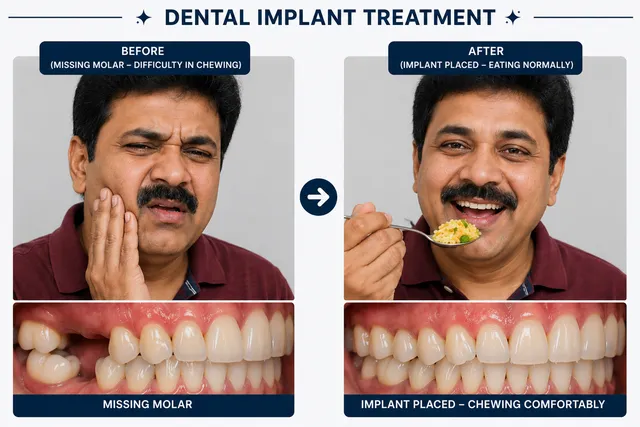 DENTAL IMPLANT TREATMENT
BEFORE
(MISSING MOLAR – DIFFICULTY IN CHEWING)
AFTER
(IMPLANT PLACED – EATING NORMALLY)
MISSING MOLAR
IMPLANT PLACED – CHEWING COMFORTABLY